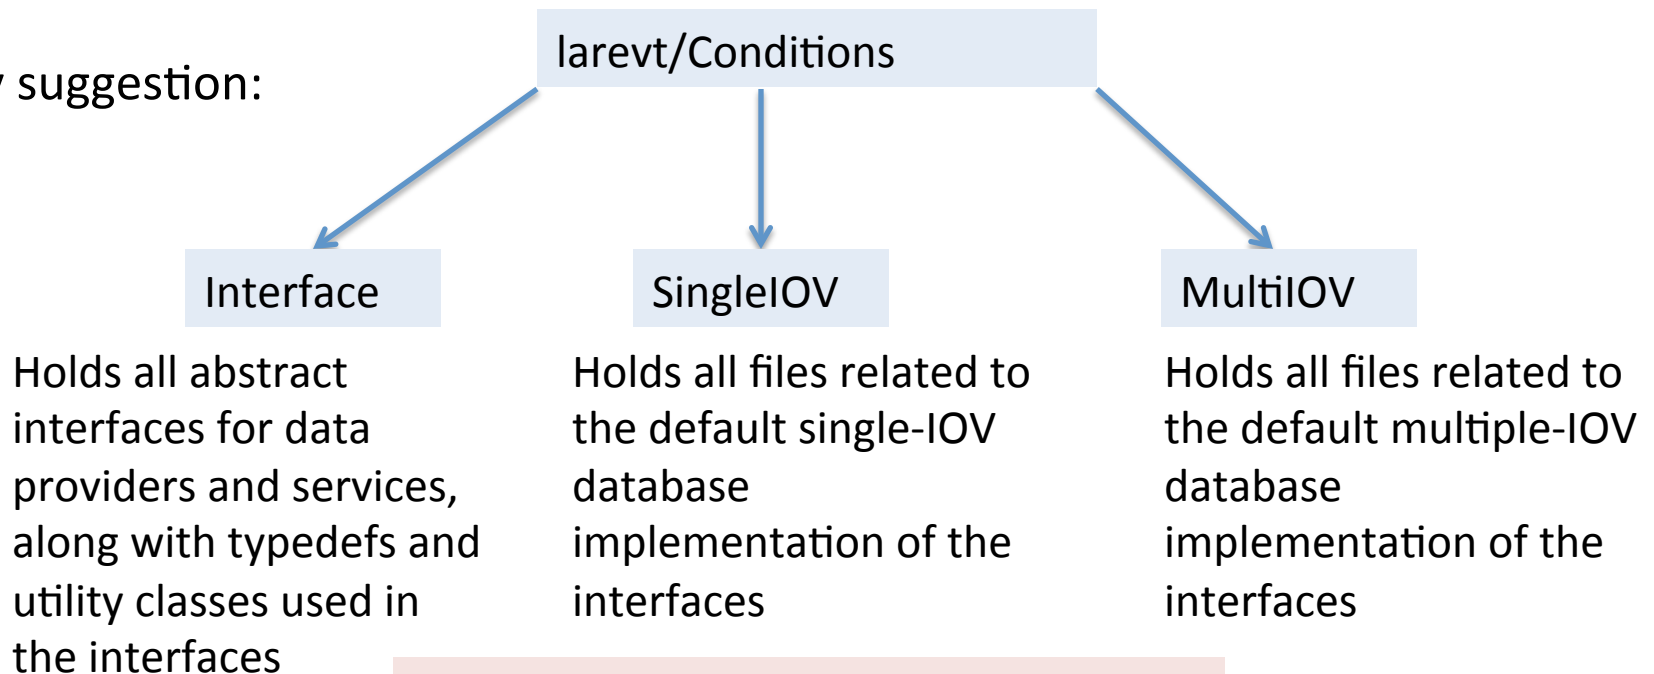 larevt/Conditions
suggestion:
Interface
SingleIOV
MultiIOV
Holds all abstract
interfaces for data
providers and services,
along with typedefs and
utility classes used in
the interfaces
Holds all files related to
the default single-IOV
database
implementation of the
interfaces
Holds all files related to
the default multiple-IOV
database
implementation of the
interfaces